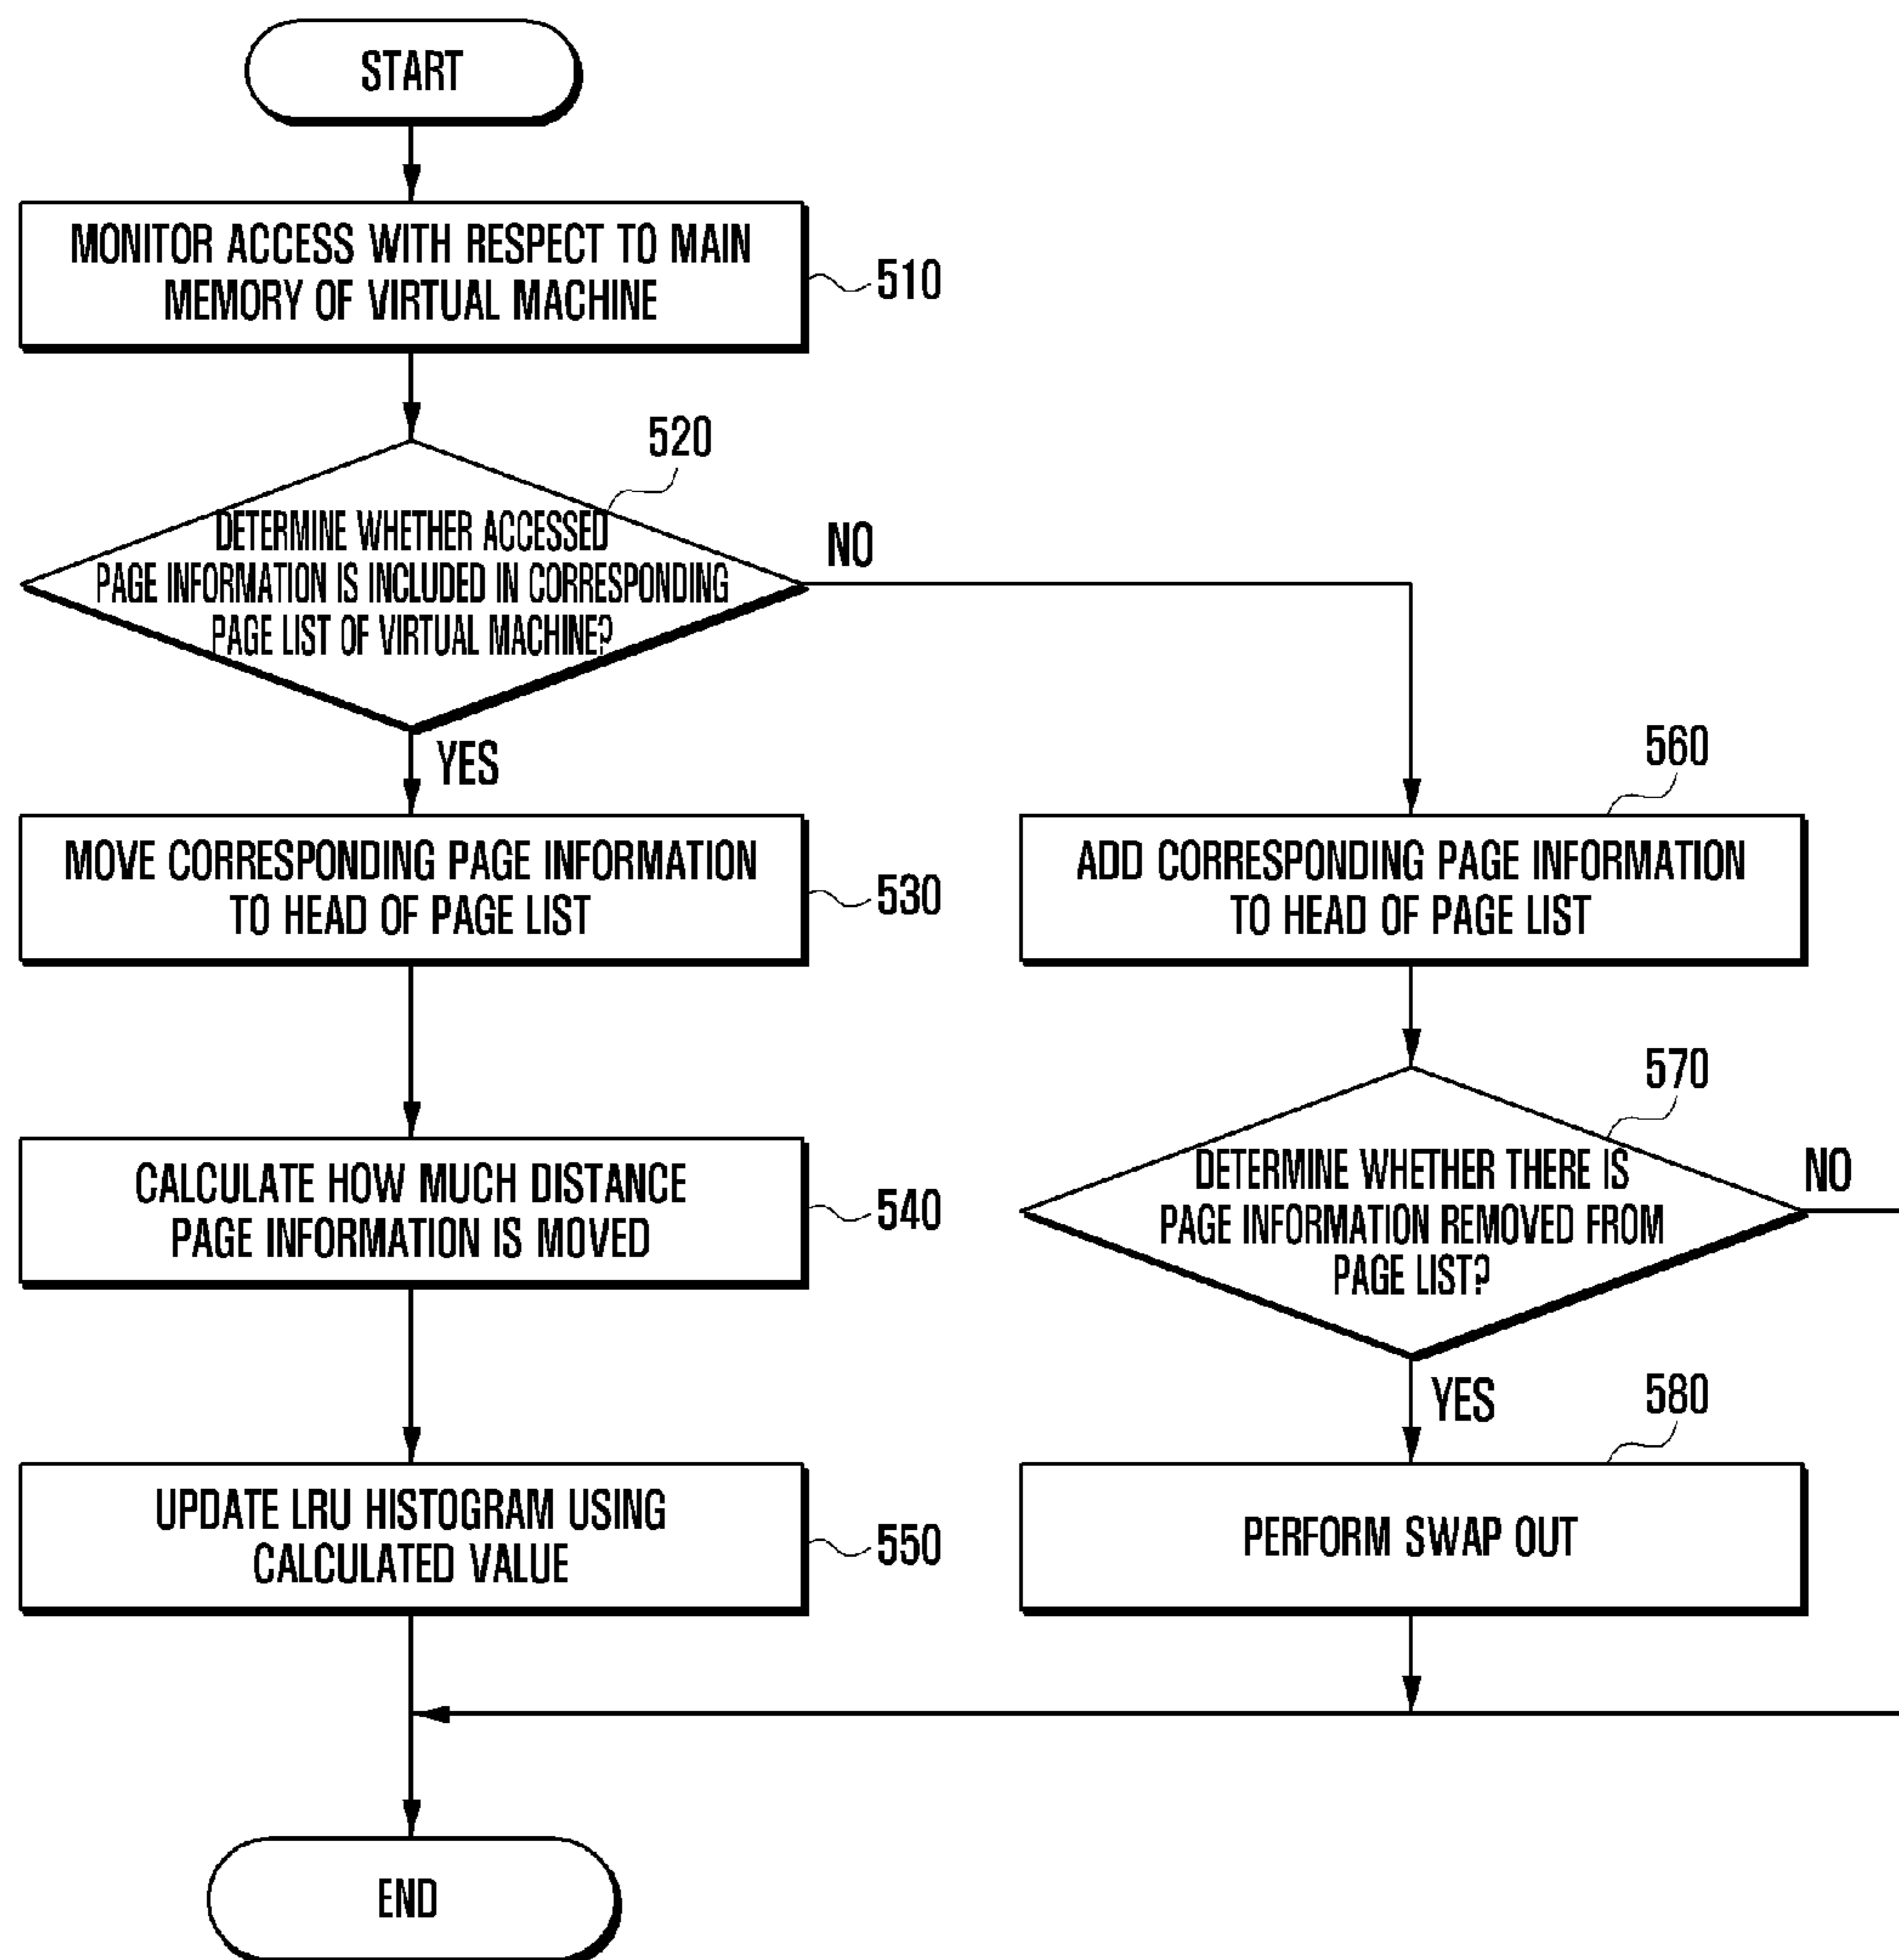 START
MONITOR ACCESS WITH RESPECT TO MAIN
MEMORY OF VIRTUAL MACHINE
510
520
DETERMINE WHETHER ACCESSED
PAGE INFORMATION IS INCLUDED IN CORRESPONDING
PAGE LIST OF VIRTUAL MACHINE?
NO
YES
MOVE CORRESPONDING PAGE INFORMATION
TO HEAD OF PAGE LIST
530
CALCULATE HOW MUCH DISTANCE
PAGE INFORMATION IS MOVED
540
UPDATE LRU HISTOGRAM USING
CALCULATED VALUE
550
560
ADD CORRESPONDING PAGE INFORMATION
TO HEAD OF PAGE LIST
570
DETERMINE WHETHER THERE IS
PAGE INFORMATION REMOVED FROM
PAGE LIST?
NO
YES
580
PERFORM SWAP OUT
END